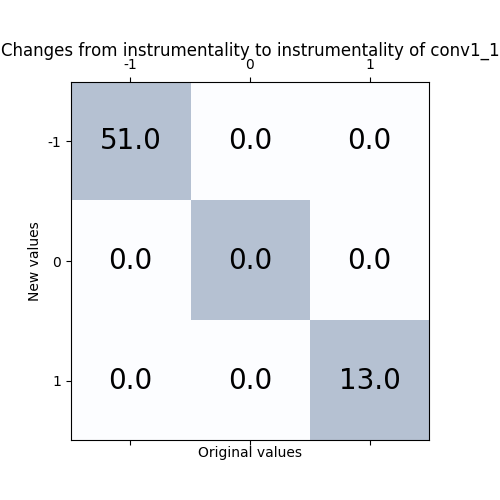 Changes from instrumentality to instrumentality of conv1_1
-1 0 1
-1 51.0 0.0 0.0
0 0.0 0.0 0.0
1 0.0 0.0 13.0
New values
Original values